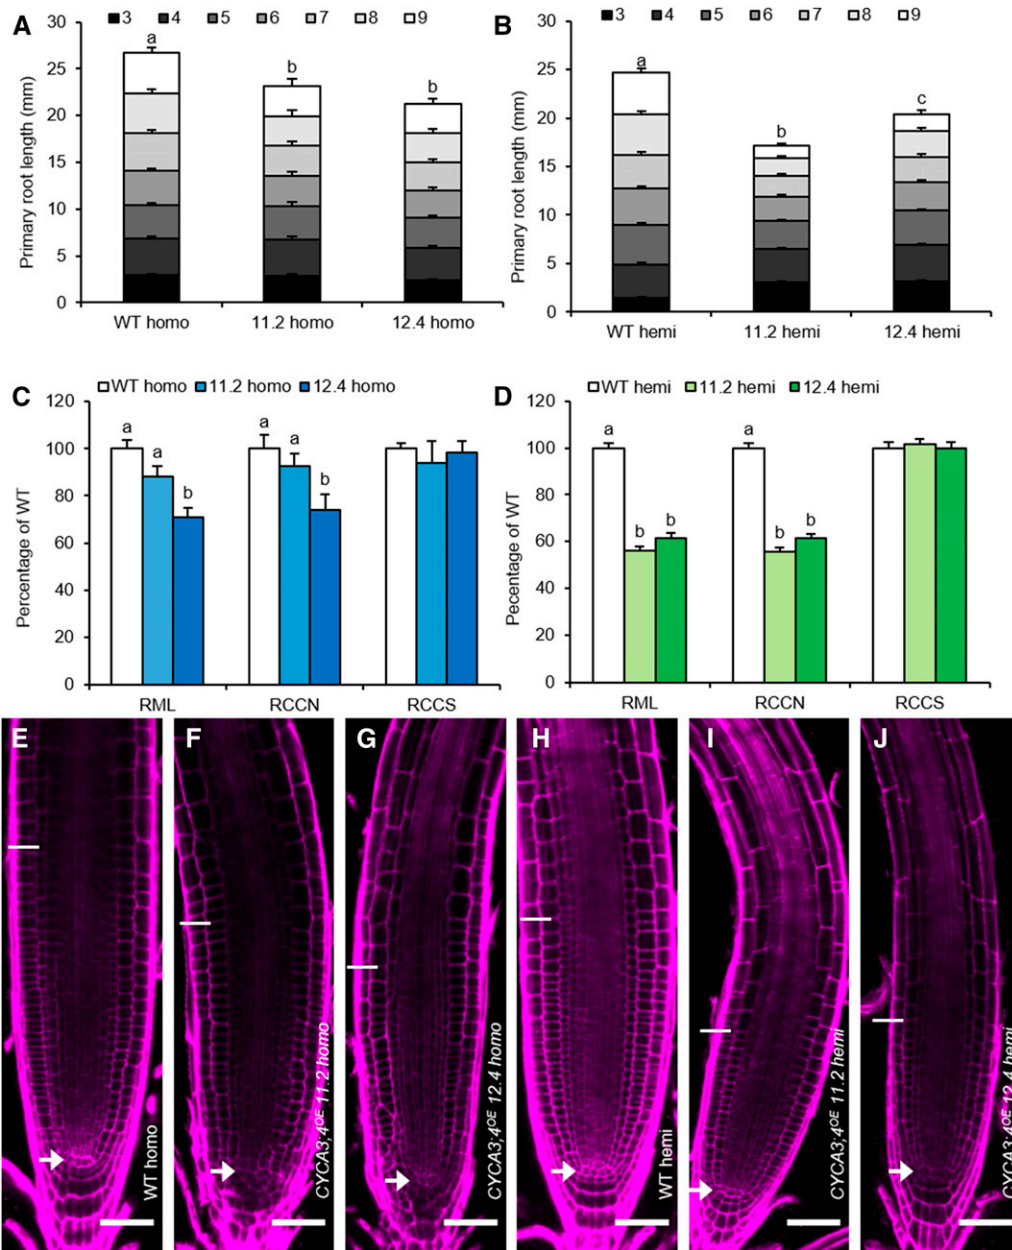 A
3 4 5 6 7 8 9
Primary root length (mm)
30
25
20
15
10
5
0
a
b
b
WT homo 11.2 homo 12.4 homo
B
3 4 5 6 7 8 9
Primary root length (mm)
30
25
20
15
10
5
0
a
b
c
WT hemi 11.2 hemi 12.4 hemi
C
WT homo 11.2 homo 12.4 homo
Percentage of WT
120
100
80
60
40
20
0
a a b
a a b
RML RCCN RCCS
D
WT hemi 11.2 hemi 12.4 hemi
Pecentage of WT
120
100
80
60
40
20
0
a b b
a b b
RML RCCN RCCS
E
WT homo
F
CYCA3;4OE 11.2 homo
G
CYCA3;4OE 12.4 homo
H
WT hemi
I
CYCA3;4OE 11.2 hemi
J
CYCA3;4OE 12.4 hemi